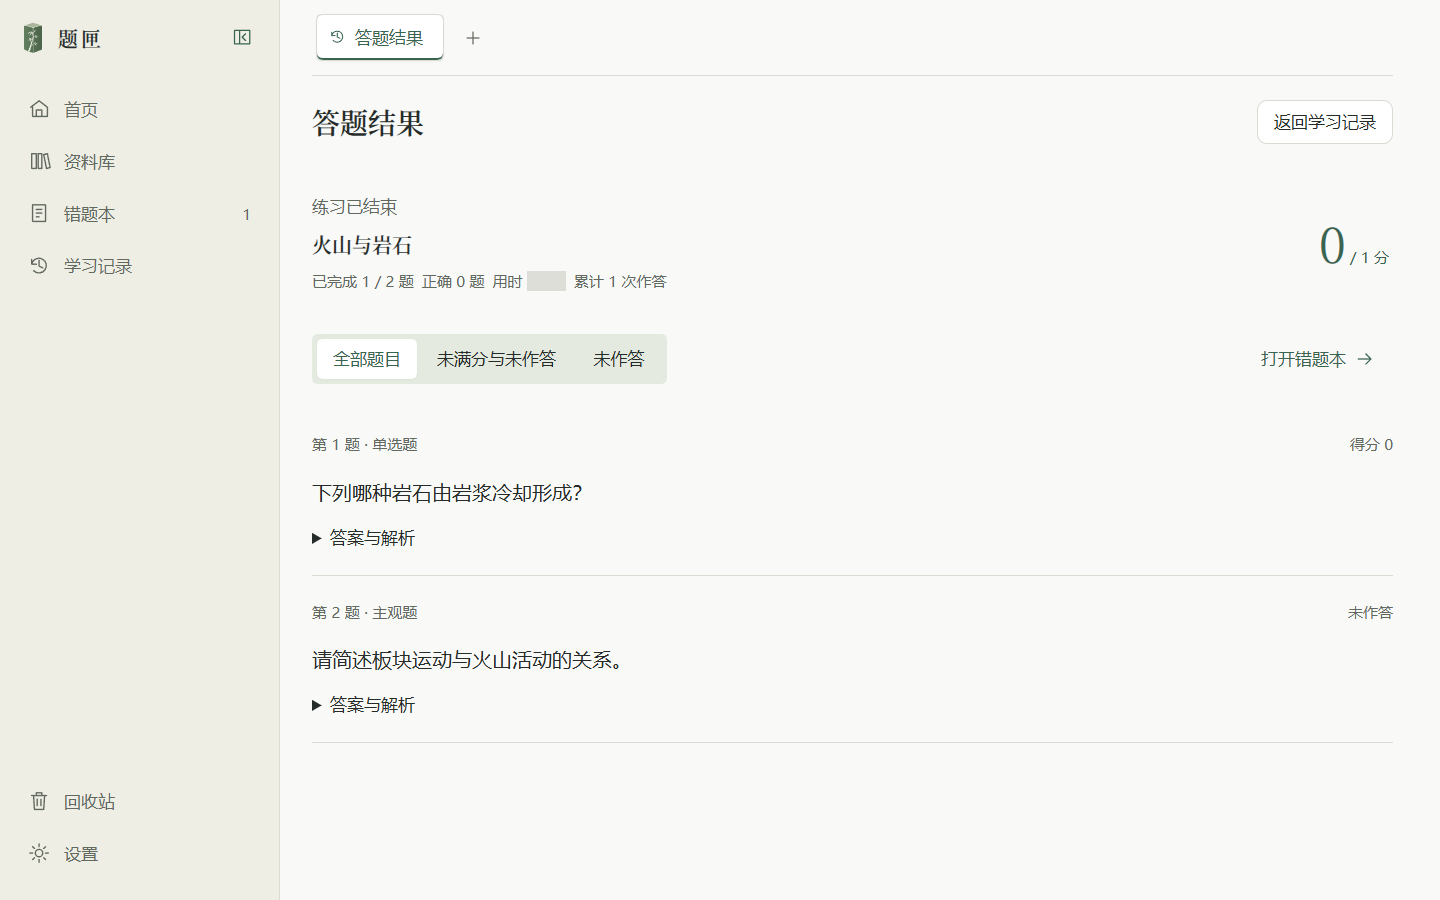 题匣
首页
资料库
错题本 1
学习记录
回收站
设置
答题结果
答题结果
返回学习记录
练习已结束
火山与岩石
已完成 1 / 2 题 正确 0 题 用时 累计 1 次作答
0 / 1 分
全部题目 未满分与未作答 未作答
打开错题本 →
第 1 题 · 单选题 得分 0
下列哪种岩石由岩浆冷却形成？
答案与解析
第 2 题 · 主观题 未作答
请简述板块运动与火山活动的关系。
答案与解析